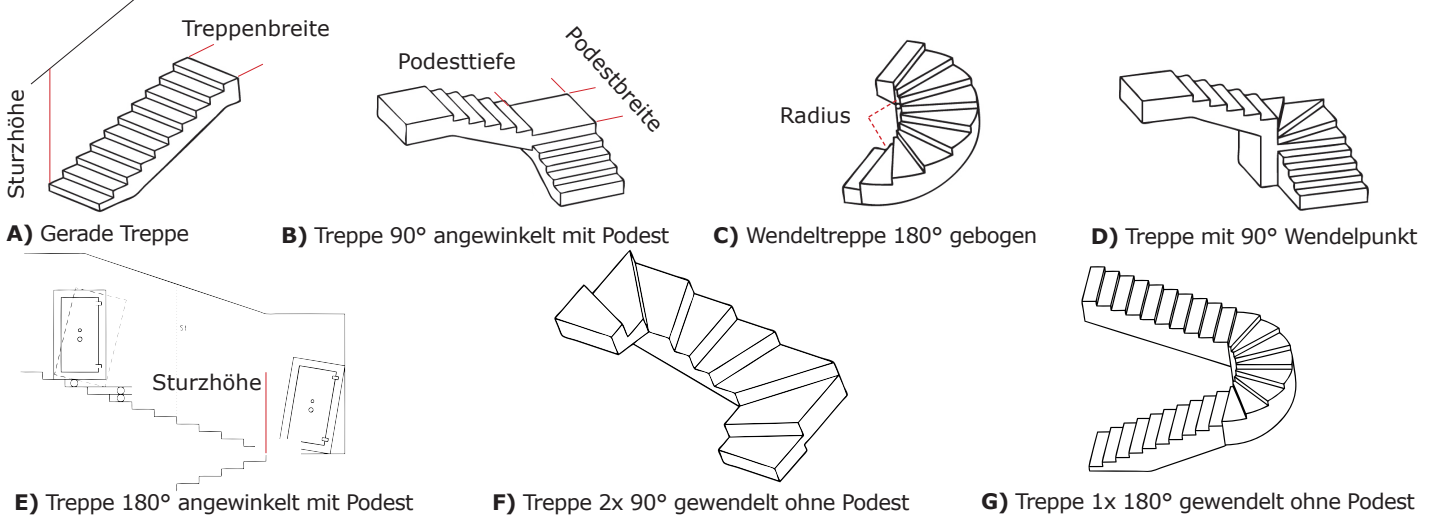 Treppenbreite
Sturzhöhe
A) Gerade Treppe
Podesttiefe
Podestbreite
B) Treppe 90° angewinkelt mit Podest
Radius
C) Wendeltreppe 180° gebogen
D) Treppe mit 90° Wendelpunkt
Sturzhöhe
E) Treppe 180° angewinkelt mit Podest
F) Treppe 2x 90° gewendelt ohne Podest
G) Treppe 1x 180° gewendelt ohne Podest